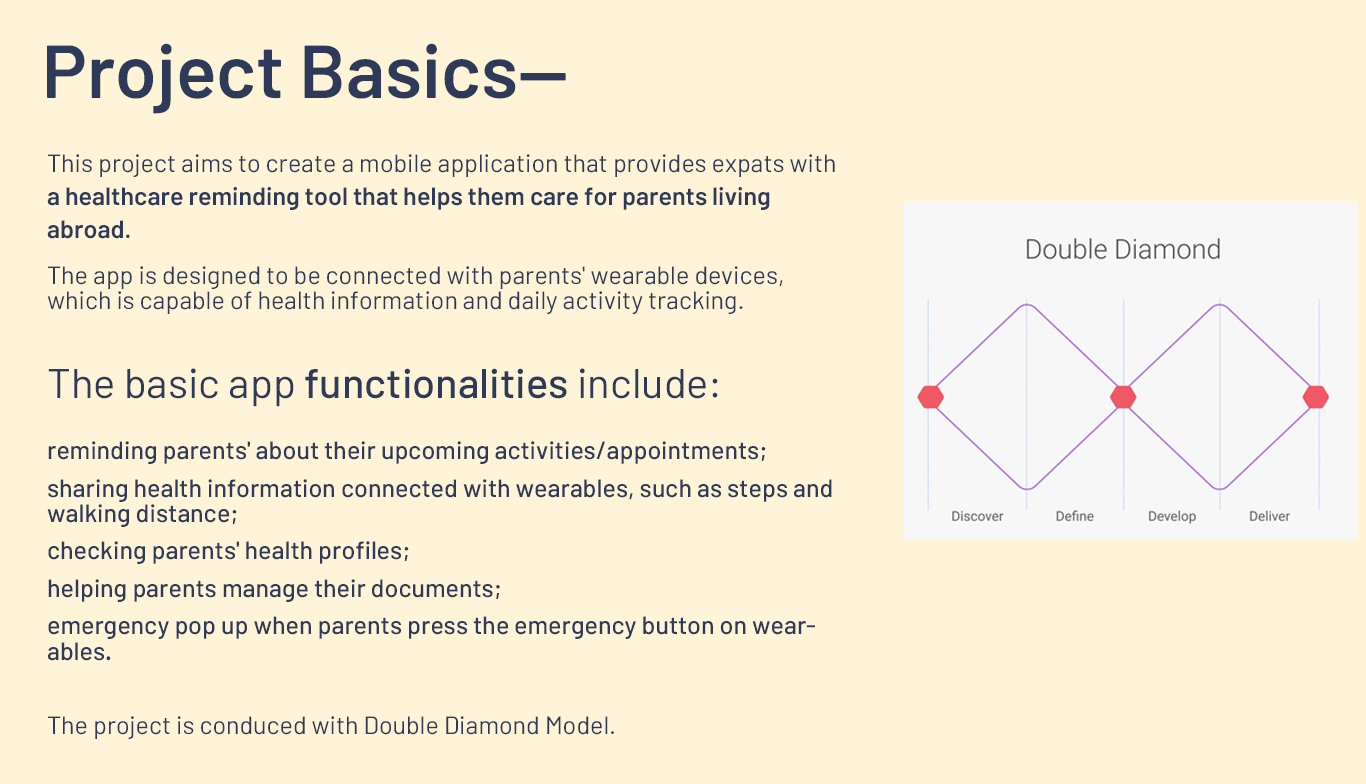 Project Basics—
This project aims to create a mobile application that provides expats with
a healthcare reminding tool that helps them care for parents living
abroad.
The app is designed to be connected with parents' wearable devices,
which is capable of health information and daily activity tracking.
The basic app functionalities include:
reminding parents' about their upcoming activities/appointments;
sharing health information connected with wearables, such as steps and
walking distance;
checking parents' health profiles;
helping parents manage their documents;
emergency pop up when parents press the emergency button on wear-
ables.
The project is conduced with Double Diamond Model.
Double Diamond
Discover Define Develop Deliver